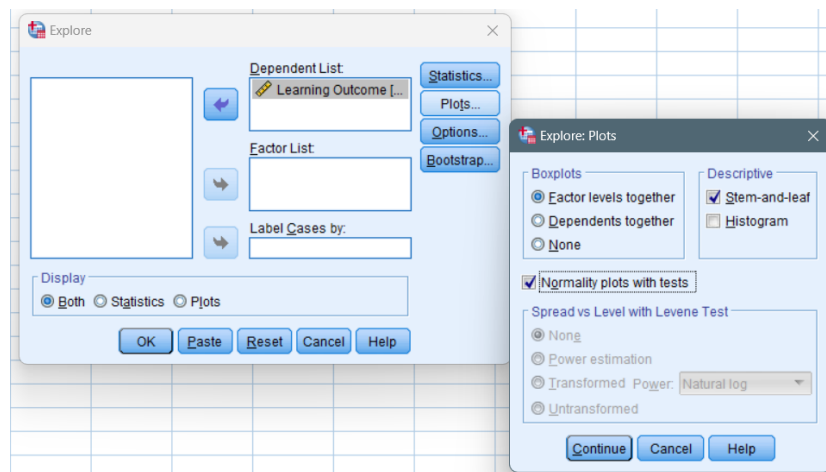 Explore
Dependent List:
Learning Outcome [...
Statistics...
Plots...
Options...
Bootstrap...
Factor List:
Label Cases by:
Display
Both Statistics Plots
OK Paste Reset Cancel Help
Explore: Plots
Boxplots
Factor levels together
Dependents together
None
Descriptive
Stem-and-leaf
Histogram
Normality plots with tests
Spread vs Level with Levene Test
None
Power estimation
Transformed Power: Natural log
Untransformed
Continue Cancel Help